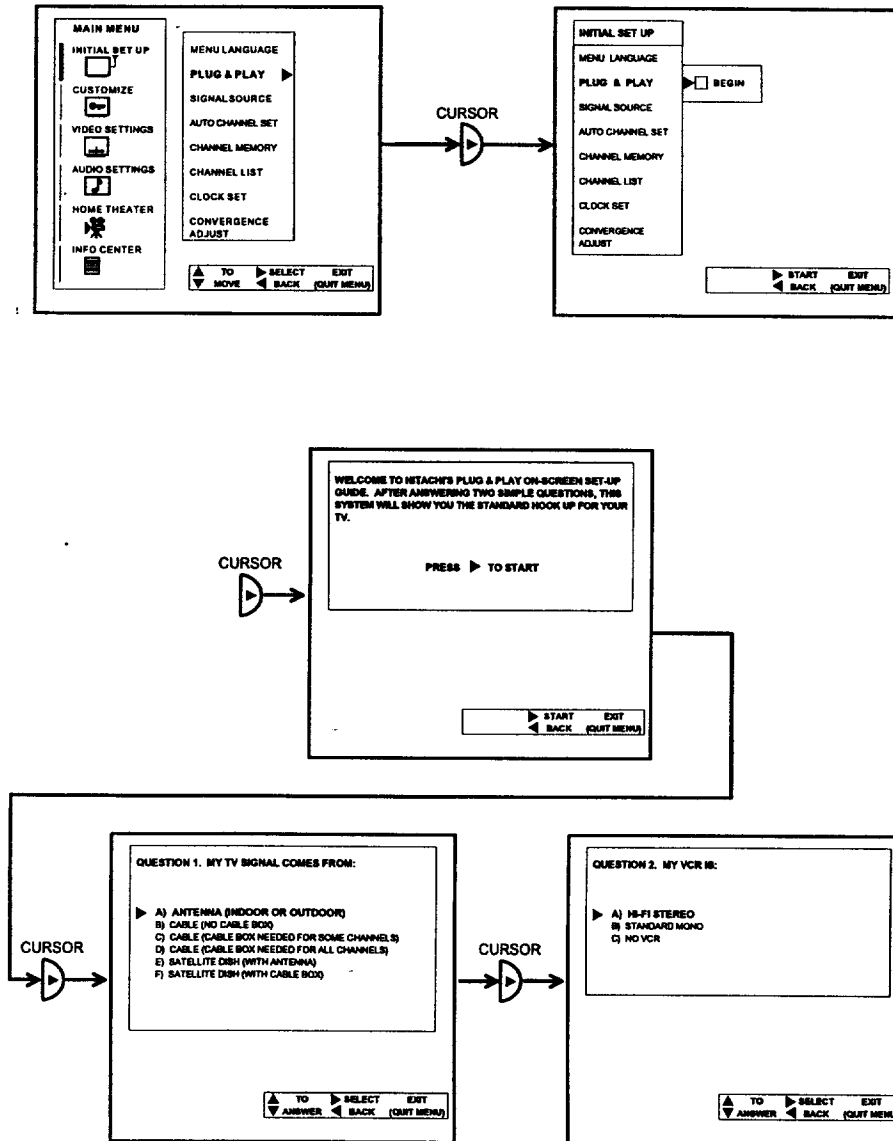 MAIN MENU
INITIAL SET UP
CUSTOMIZE
VIDEO SETTINGS
AUDIO SETTINGS
HOME THEATER
INFO CENTER
MENU LANGUAGE
PLUG & PLAY
SIGNAL SOURCE
AUTO CHANNEL SET
CHANNEL MEMORY
CHANNEL LIST
CLOCK SET
CONVERGENCE
ADJUST
▲ TO ▶ SELECT EXIT
▼ MOVE ◀ BACK (QUIT MENU)
CURSOR
INITIAL SET UP
MENU LANGUAGE
PLUG & PLAY
SIGNAL SOURCE
AUTO CHANNEL SET
CHANNEL MEMORY
CHANNEL LIST
CLOCK SET
CONVERGENCE
ADJUST
BEGIN
▶ START EXIT
◀ BACK (QUIT MENU)
CURSOR
WELCOME TO HITACHI'S PLUG & PLAY ON-SCREEN SET-UP
GUIDE. AFTER ANSWERING TWO SIMPLE QUESTIONS, THIS
SYSTEM WILL SHOW YOU THE STANDARD HOOK UP FOR YOUR
TV.
PRESS ▶ TO START
▶ START EXIT
◀ BACK (QUIT MENU)
CURSOR
QUESTION 1. MY TV SIGNAL COMES FROM:
▶ A) ANTENNA (INDOOR OR OUTDOOR)
B) CABLE (NO CABLE BOX)
C) CABLE (CABLE BOX NEEDED FOR SOME CHANNELS)
D) CABLE (CABLE BOX NEEDED FOR ALL CHANNELS)
E) SATELLITE DISH (WITH ANTENNA)
F) SATELLITE DISH (WITH CABLE BOX)
▲ TO ▶ SELECT EXIT
▼ ANSWER ◀ BACK (QUIT MENU)
CURSOR
QUESTION 2. MY VCR IS:
▶ A) HI-FI STEREO
B) STANDARD MONO
C) NO VCR
▲ TO ▶ SELECT EXIT
▼ ANSWER ◀ BACK (QUIT MENU